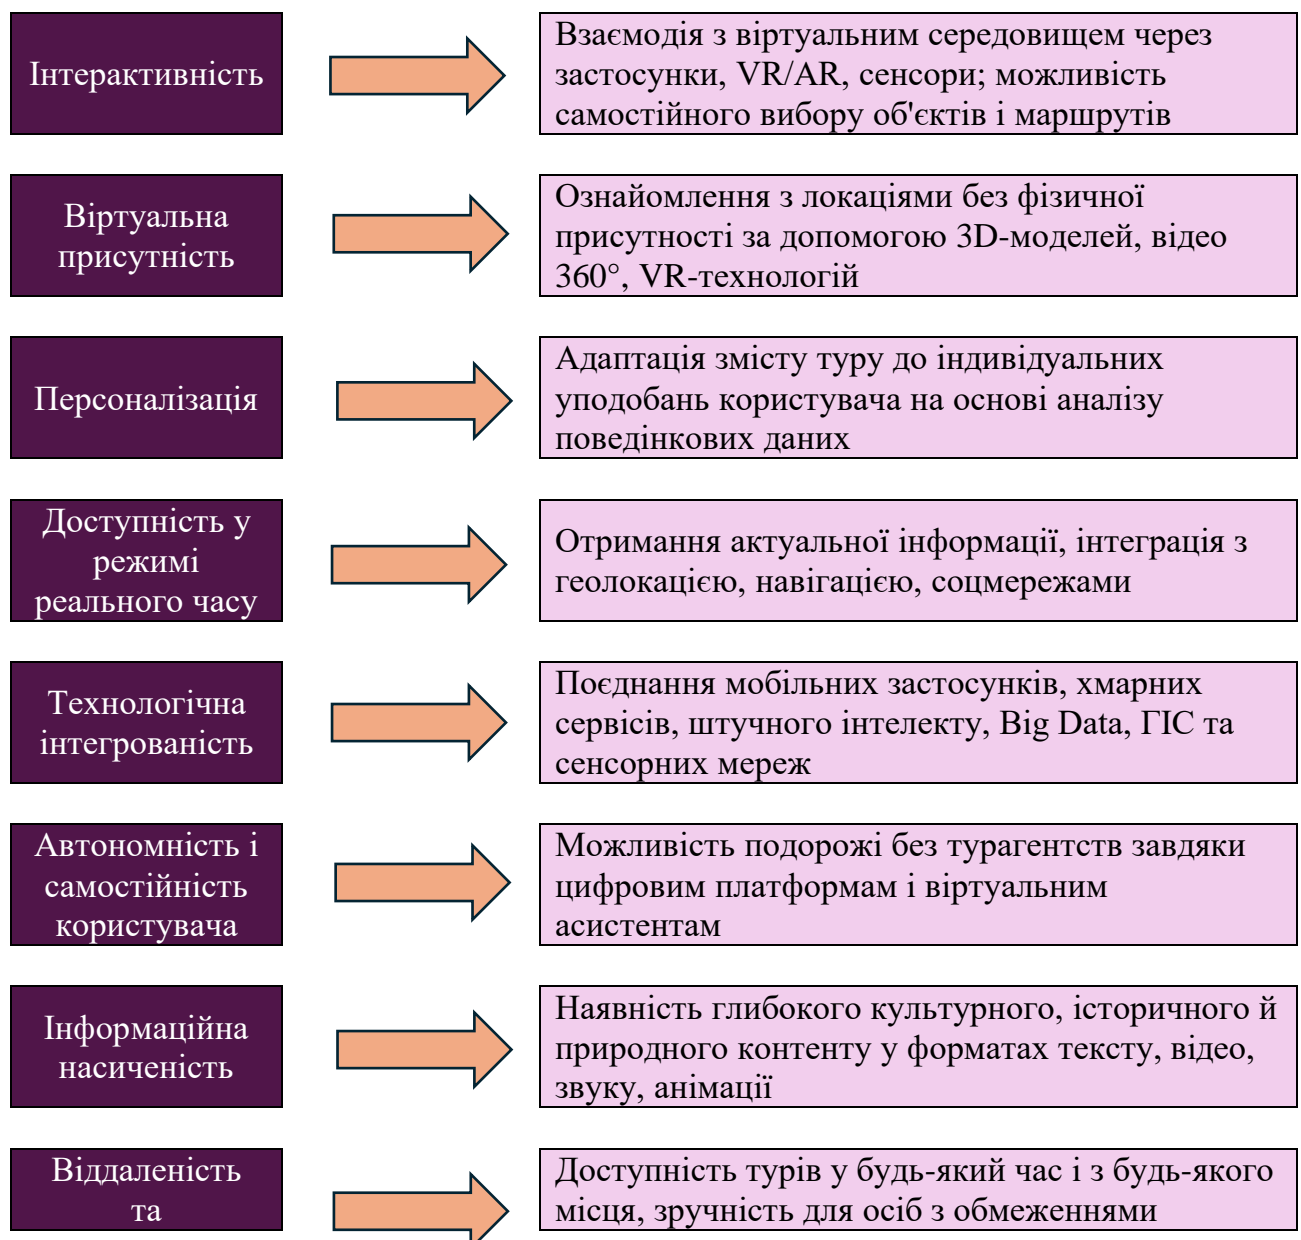 Інтерактивність
Взаємодія з віртуальним середовищем через
застосунки, VR/AR, сенсори; можливість
самостійного вибору об'єктів і маршрутів
Віртуальна
присутність
Ознайомлення з локаціями без фізичної
присутності за допомогою 3D-моделей, відео
360°, VR-технологій
Персоналізація
Адаптація змісту туру до індивідуальних
уподобань користувача на основі аналізу
поведінкових даних
Доступність у
режимі
реального часу
Отримання актуальної інформації, інтеграція з
геолокацією, навігацією, соцмережами
Технологічна
інтегрованість
Поєднання мобільних застосунків, хмарних
сервісів, штучного інтелекту, Big Data, ГІС та
сенсорних мереж
Автономність і
самостійність
користувача
Можливість подорожі без турагентств завдяки
цифровим платформам і віртуальним
асистентам
Інформаційна
насиченість
Наявність глибокого культурного, історичного й
природного контенту у форматах тексту, відео,
звуку, анімації
Віддаленість
та
Доступність турів у будь-який час і з будь-якого
місця, зручність для осіб з обмеженнями